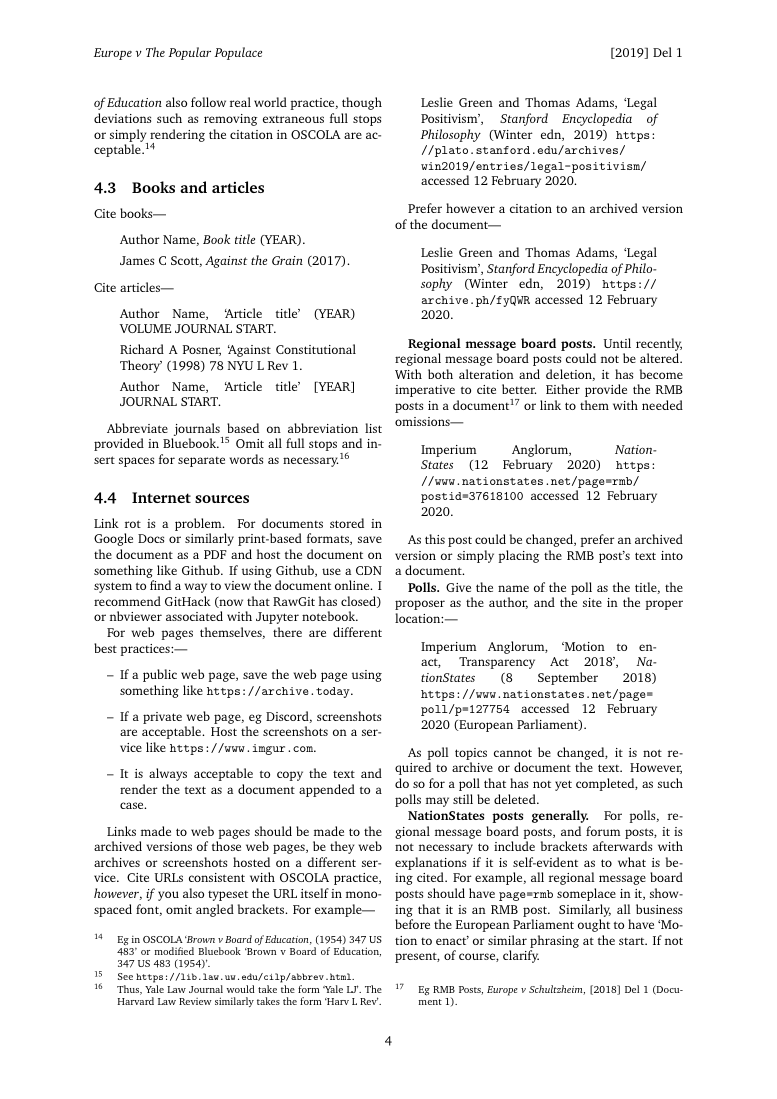 Europe v The Popular Populace
[2019] Del 1
of Education also follow real world practice, though
deviations such as removing extraneous full stops
or simply rendering the citation in OSCOLA are ac-
ceptable.14
4.3 Books and articles
Cite books—
Author Name, Book title (YEAR).
James C Scott, Against the Grain (2017).
Cite articles—
Author Name, ‘Article title’ (YEAR)
VOLUME JOURNAL START.
Richard A Posner, ‘Against Constitutional
Theory’ (1998) 78 NYU L Rev 1.
Author Name, ‘Article title’ [YEAR]
JOURNAL START.
Abbreviate journals based on abbreviation list
provided in Bluebook.15 Omit all full stops and in-
sert spaces for separate words as necessary.16
4.4 Internet sources
Link rot is a problem. For documents stored in
Google Docs or similarly print-based formats, save
the document as a PDF and host the document on
something like Github. If using Github, use a CDN
system to find a way to view the document online. I
recommend GitHack (now that RawGit has closed)
or nbviewer associated with Jupyter notebook.
For web pages themselves, there are different
best practices:—
– If a public web page, save the web page using
something like https://archive.today.
– If a private web page, eg Discord, screenshots
are acceptable. Host the screenshots on a ser-
vice like https://www.imgur.com.
– It is always acceptable to copy the text and
render the text as a document appended to a
case.
Links made to web pages should be made to the
archived versions of those web pages, be they web
archives or screenshots hosted on a different ser-
vice. Cite URLs consistent with OSCOLA practice,
however, if you also typeset the URL itself in mono-
spaced font, omit angled brackets. For example—
14 Eg in OSCOLA ‘Brown v Board of Education, (1954) 347 US
483’ or modified Bluebook ‘Brown v Board of Education,
347 US 483 (1954)’.
15 See https://lib.law.uw.edu/cilp/abbrev.html.
16 Thus, Yale Law Journal would take the form ‘Yale LJ’. The
Harvard Law Review similarly takes the form ‘Harv L Rev’.
Leslie Green and Thomas Adams, ‘Legal
Positivism’, Stanford Encyclopedia of
Philosophy (Winter edn, 2019) https:
//plato.stanford.edu/archives/
win2019/entries/legal-positivism/
accessed 12 February 2020.
Prefer however a citation to an archived version
of the document—
Leslie Green and Thomas Adams, ‘Legal
Positivism’, Stanford Encyclopedia of Philo-
sophy (Winter edn, 2019) https://
archive.ph/fyQWR accessed 12 February
2020.
Regional message board posts. Until recently,
regional message board posts could not be altered.
With both alteration and deletion, it has become
imperative to cite better. Either provide the RMB
posts in a document17 or link to them with needed
omissions—
Imperium Anglorum, Nation-
States (12 February 2020) https:
//www.nationstates.net/page=rmb/
postid=37618100 accessed 12 February
2020.
As this post could be changed, prefer an archived
version or simply placing the RMB post’s text into
a document.
Polls. Give the name of the poll as the title, the
proposer as the author, and the site in the proper
location:—
Imperium Anglorum, ‘Motion to en-
act, Transparency Act 2018’, Na-
tionStates (8 September 2018)
https://www.nationstates.net/page=
poll/p=127754 accessed 12 February
2020 (European Parliament).
As poll topics cannot be changed, it is not re-
quired to archive or document the text. However,
do so for a poll that has not yet completed, as such
polls may still be deleted.
NationStates posts generally. For polls, re-
gional message board posts, and forum posts, it is
not necessary to include brackets afterwards with
explanations if it is self-evident as to what is be-
ing cited. For example, all regional message board
posts should have page=rmb someplace in it, show-
ing that it is an RMB post. Similarly, all business
before the European Parliament ought to have ‘Mo-
tion to enact’ or similar phrasing at the start. If not
present, of course, clarify.
17 Eg RMB Posts, Europe v Schultzheim, [2018] Del 1 (Docu-
ment 1).
4